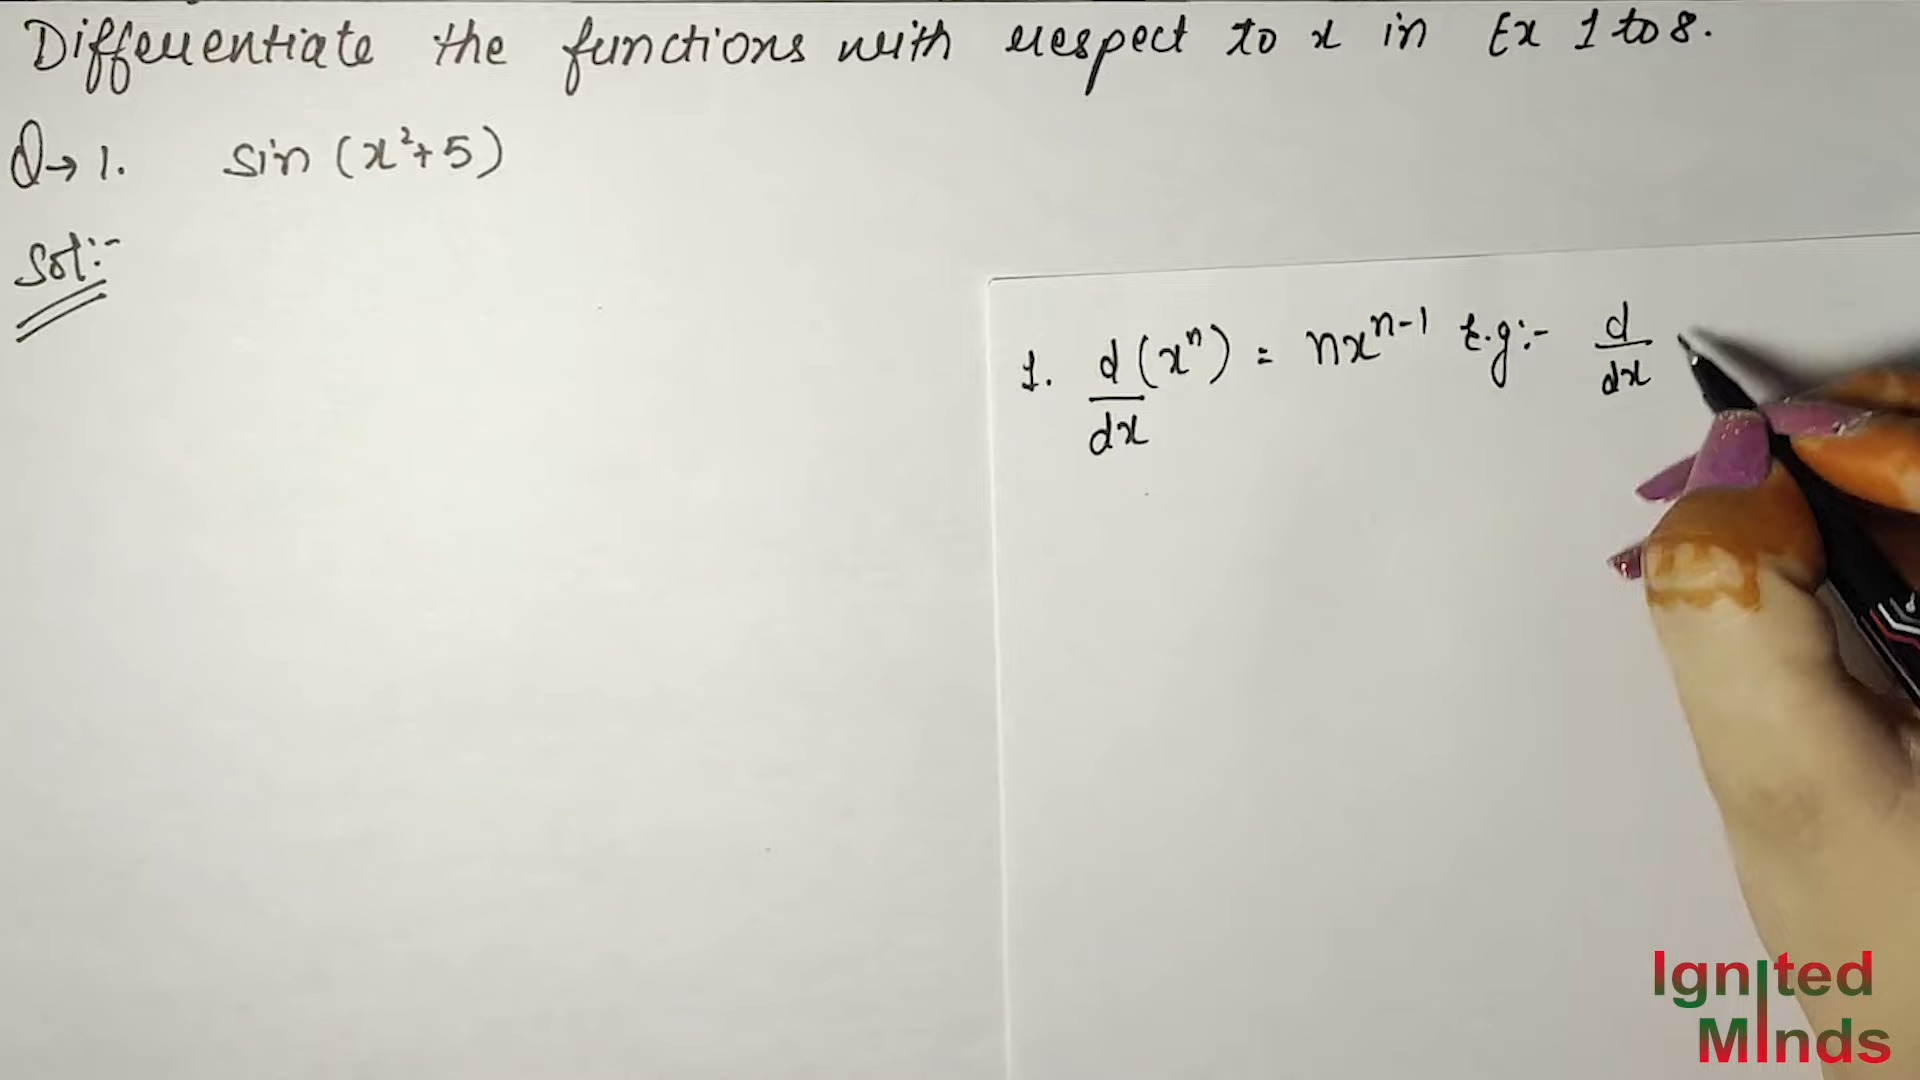 Differentiate the functions with respect to x in Ex 1 to 8.
Q→1. sin (x²+5)
Sol:-
1. d/dx (xⁿ) = nxⁿ⁻¹ E.g:- d/dx
Ignited
Minds